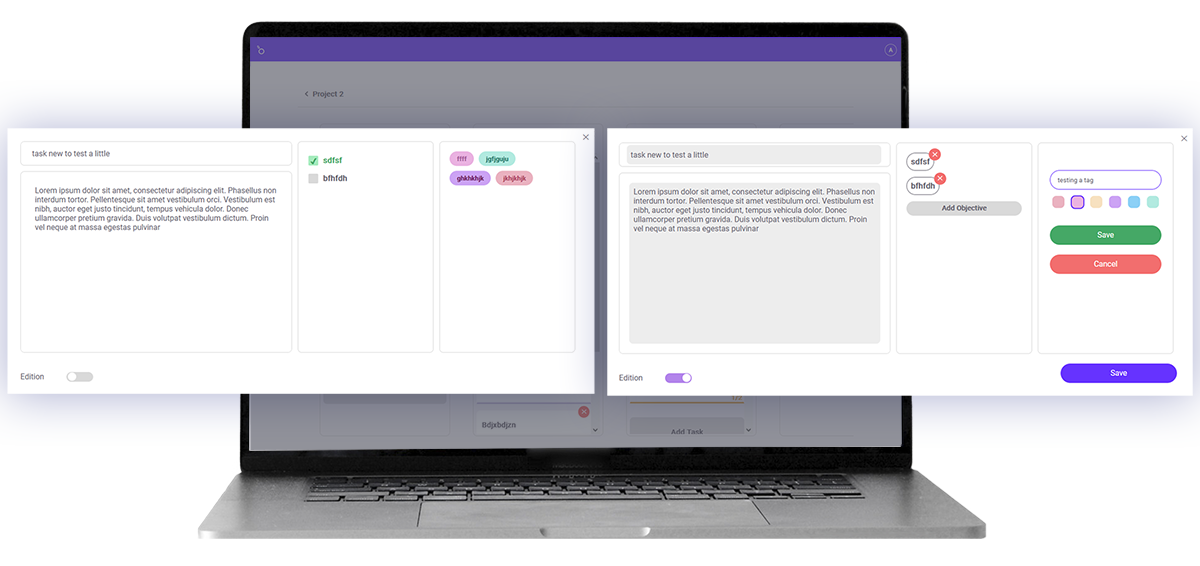 A
Project 2
task new to test a little
Lorem ipsum dolor sit amet, consectetur adipiscing elit. Phasellus non
interdum tortor. Pellentesque sit amet vestibulum orci. Vestibulum est
nibh, auctor eget justo tincidunt, tempus vehicula dolor. Donec
ullamcorper pretium gravida. Duis volutpat vestibulum dictum. Proin
vel neque at massa egestas pulvinar
sdfsf
bfhfdh
ffff
jgfjguju
ghkhkhjk
jkhjkhjk
Edition
task new to test a little
Lorem ipsum dolor sit amet, consectetur adipiscing elit. Phasellus non
interdum tortor. Pellentesque sit amet vestibulum orci. Vestibulum est
nibh, auctor eget justo tincidunt, tempus vehicula dolor. Donec
ullamcorper pretium gravida. Duis volutpat vestibulum dictum. Proin
vel neque at massa egestas pulvinar
sdfsf
bfhfdh
Add Objective
testing a tag
Save
Cancel
Edition
Save
Bdjxbdjzn
Add Task